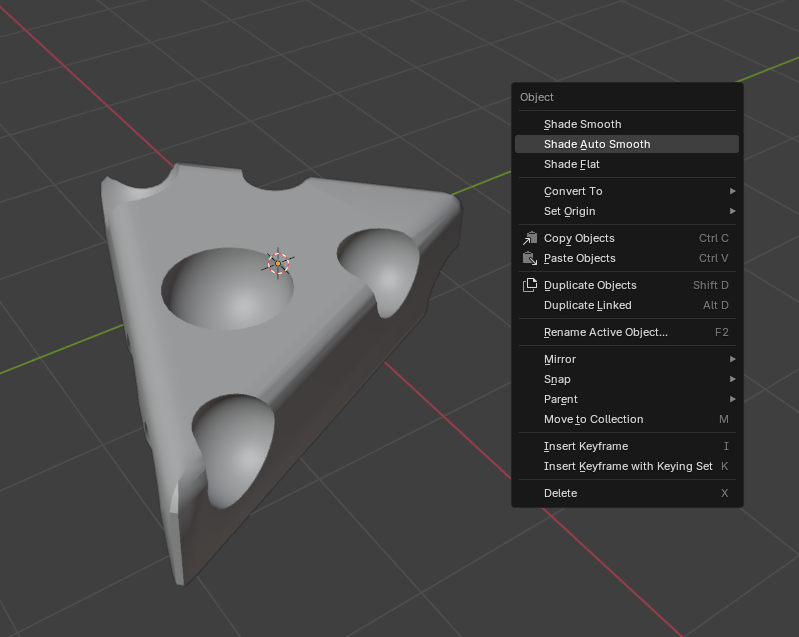 Object
Shade Smooth
Shade Auto Smooth
Shade Flat
Convert To
Set Origin
Copy Objects Ctrl C
Paste Objects Ctrl V
Duplicate Objects Shift D
Duplicate Linked Alt D
Rename Active Object... F2
Mirror
Snap
Parent
Move to Collection M
Insert Keyframe I
Insert Keyframe with Keying Set K
Delete X